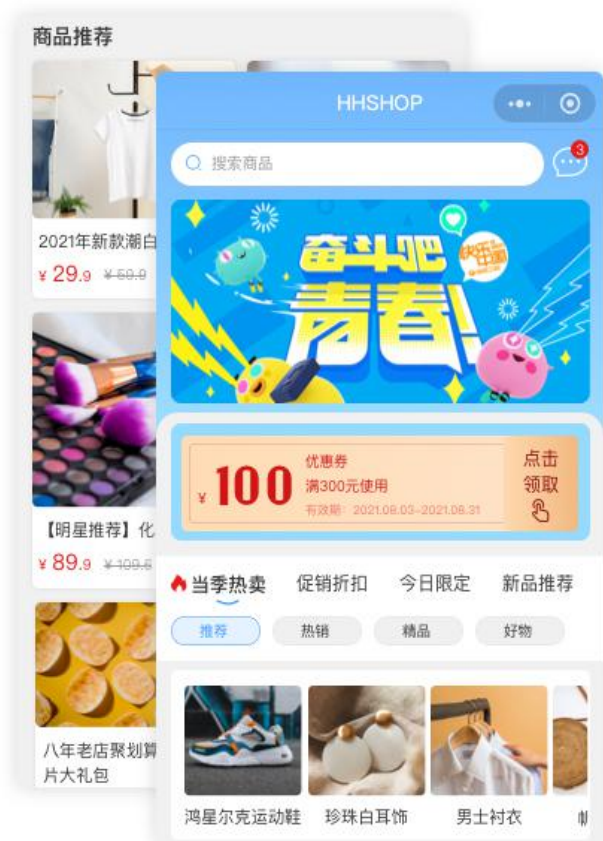 商品推荐
2021年新款潮白
¥ 29.9 ¥ 59.9
【明星推荐】化
¥ 89.9 ¥ 109.6
八年老店聚划算
片大礼包
HHSHOP
搜索商品
3
奋斗吧
青春!
快乐
中国
¥ 100
优惠券
满300元使用
有效期: 2021.08.03-2021.08.31
点击
领取
当季热卖 促销折扣 今日限定 新品推荐
推荐 热销 精品 好物
鸿星尔克运动鞋 珍珠白耳饰 男士衬衣